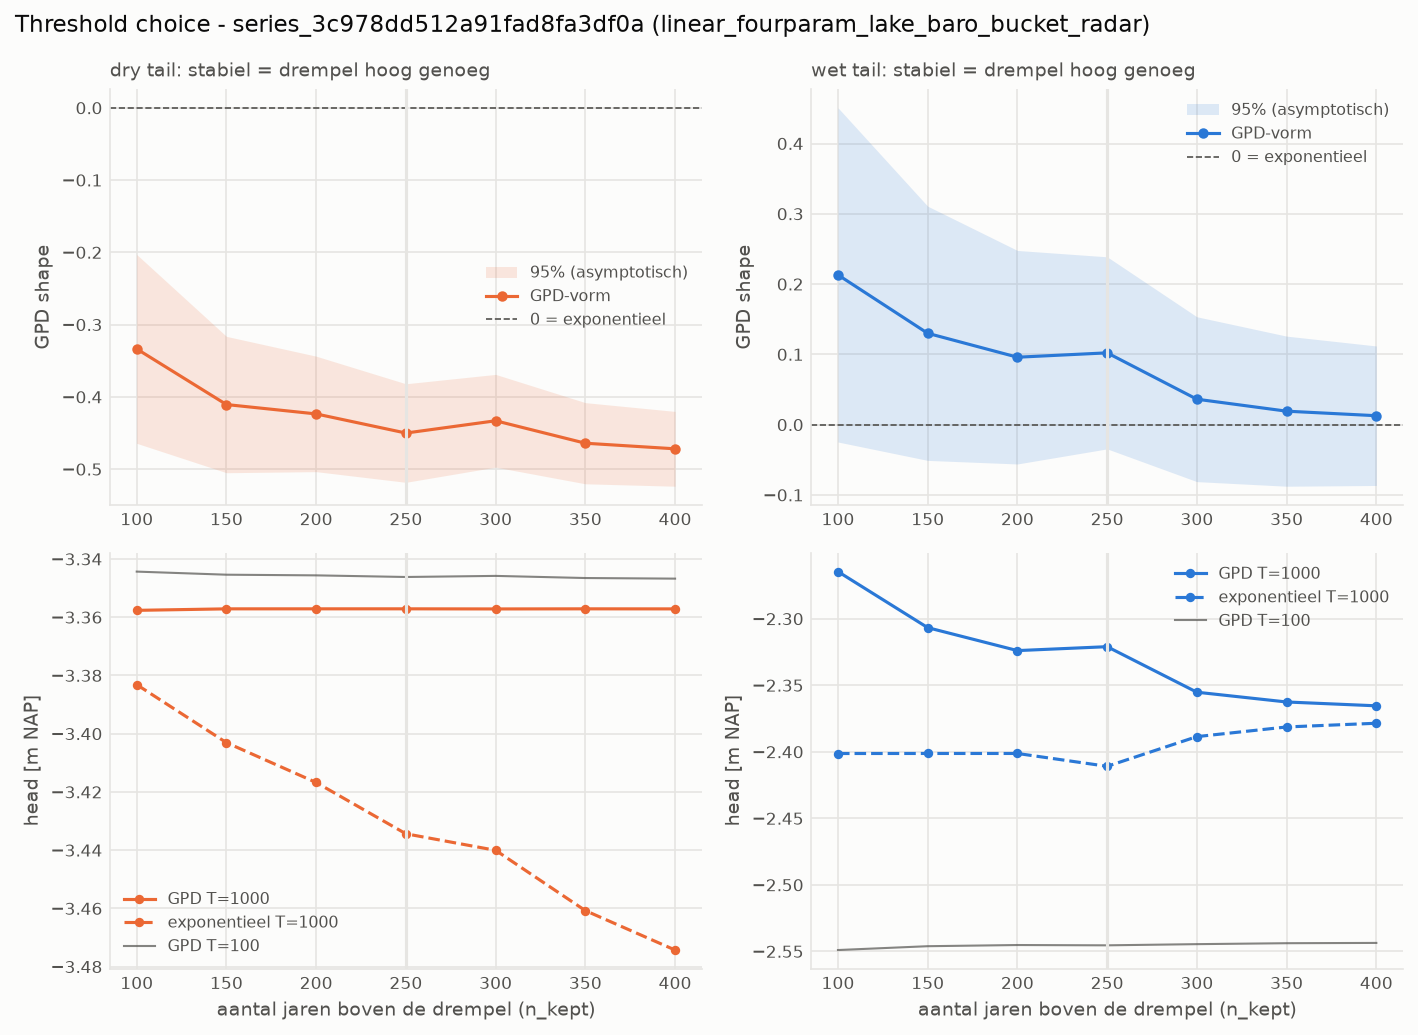 Threshold choice - series_3c978dd512a91fad8fa3df0a (linear_fourparam_lake_baro_bucket_radar)
dry tail: stabiel = drempel hoog genoeg
GPD shape
0.0
−0.1
−0.2
−0.3
−0.4
−0.5
95% (asymptotisch)
GPD-vorm
0 = exponentieel
100 150 200 250 300 350 400
wet tail: stabiel = drempel hoog genoeg
GPD shape
0.4
0.3
0.2
0.1
0.0
−0.1
95% (asymptotisch)
GPD-vorm
0 = exponentieel
100 150 200 250 300 350 400
head [m NAP]
−3.34
−3.36
−3.38
−3.40
−3.42
−3.44
−3.46
−3.48
GPD T=1000
exponentieel T=1000
GPD T=100
100 150 200 250 300 350 400
aantal jaren boven de drempel (n_kept)
head [m NAP]
−2.30
−2.35
−2.40
−2.45
−2.50
−2.55
GPD T=1000
exponentieel T=1000
GPD T=100
100 150 200 250 300 350 400
aantal jaren boven de drempel (n_kept)